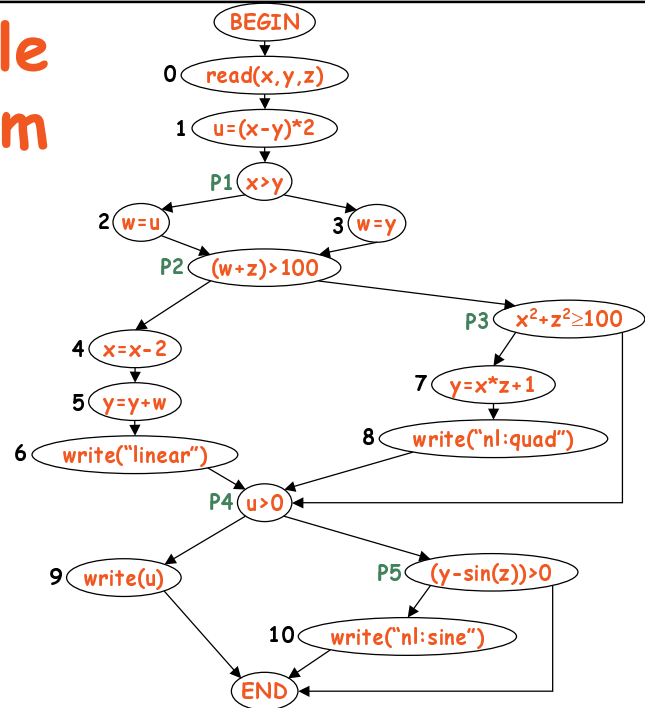 le
m
BEGIN
0 read(x,y,z)
1 u=(x-y)*2
P1 x>y
2 w=u
3 w=y
P2 (w+z)>100
P3 x²+z²≥100
4 x=x-2
7 y=x*z+1
5 y=y+w
8 write("nl:quad")
6 write("linear")
P4 u>0
9 write(u)
P5 (y-sin(z))>0
10 write("nl:sine")
END